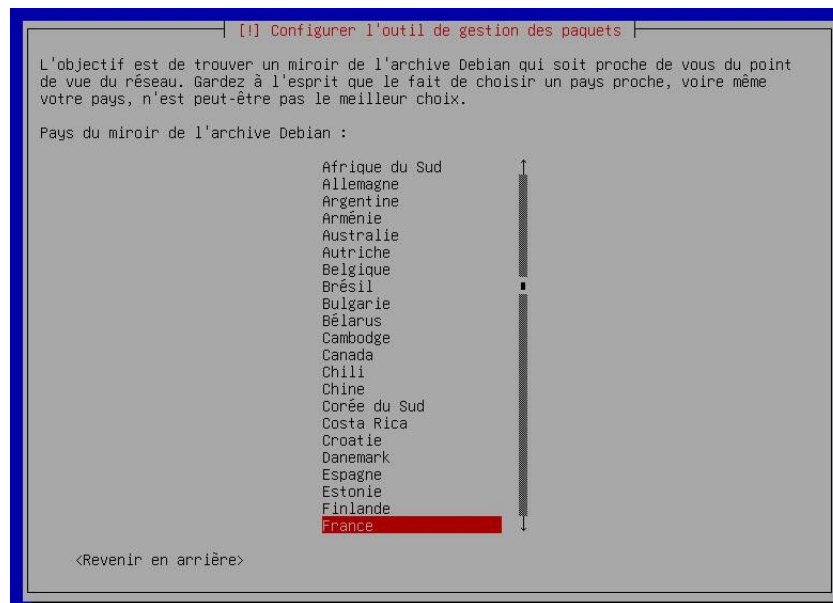 [!] Configurer l'outil de gestion des paquets
L'objectif est de trouver un miroir de l'archive Debian qui soit proche de vous du point
de vue du réseau. Gardez à l'esprit que le fait de choisir un pays proche, voire même
votre pays, n'est peut-être pas le meilleur choix.
Pays du miroir de l'archive Debian :
Afrique du Sud
Allemagne
Argentine
Arménie
Australie
Autriche
Belgique
Brésil
Bulgarie
Bélarus
Cambodge
Canada
Chili
Chine
Corée du Sud
Costa Rica
Croatie
Danemark
Espagne
Estonie
Finlande
France
<Revenir en arrière>